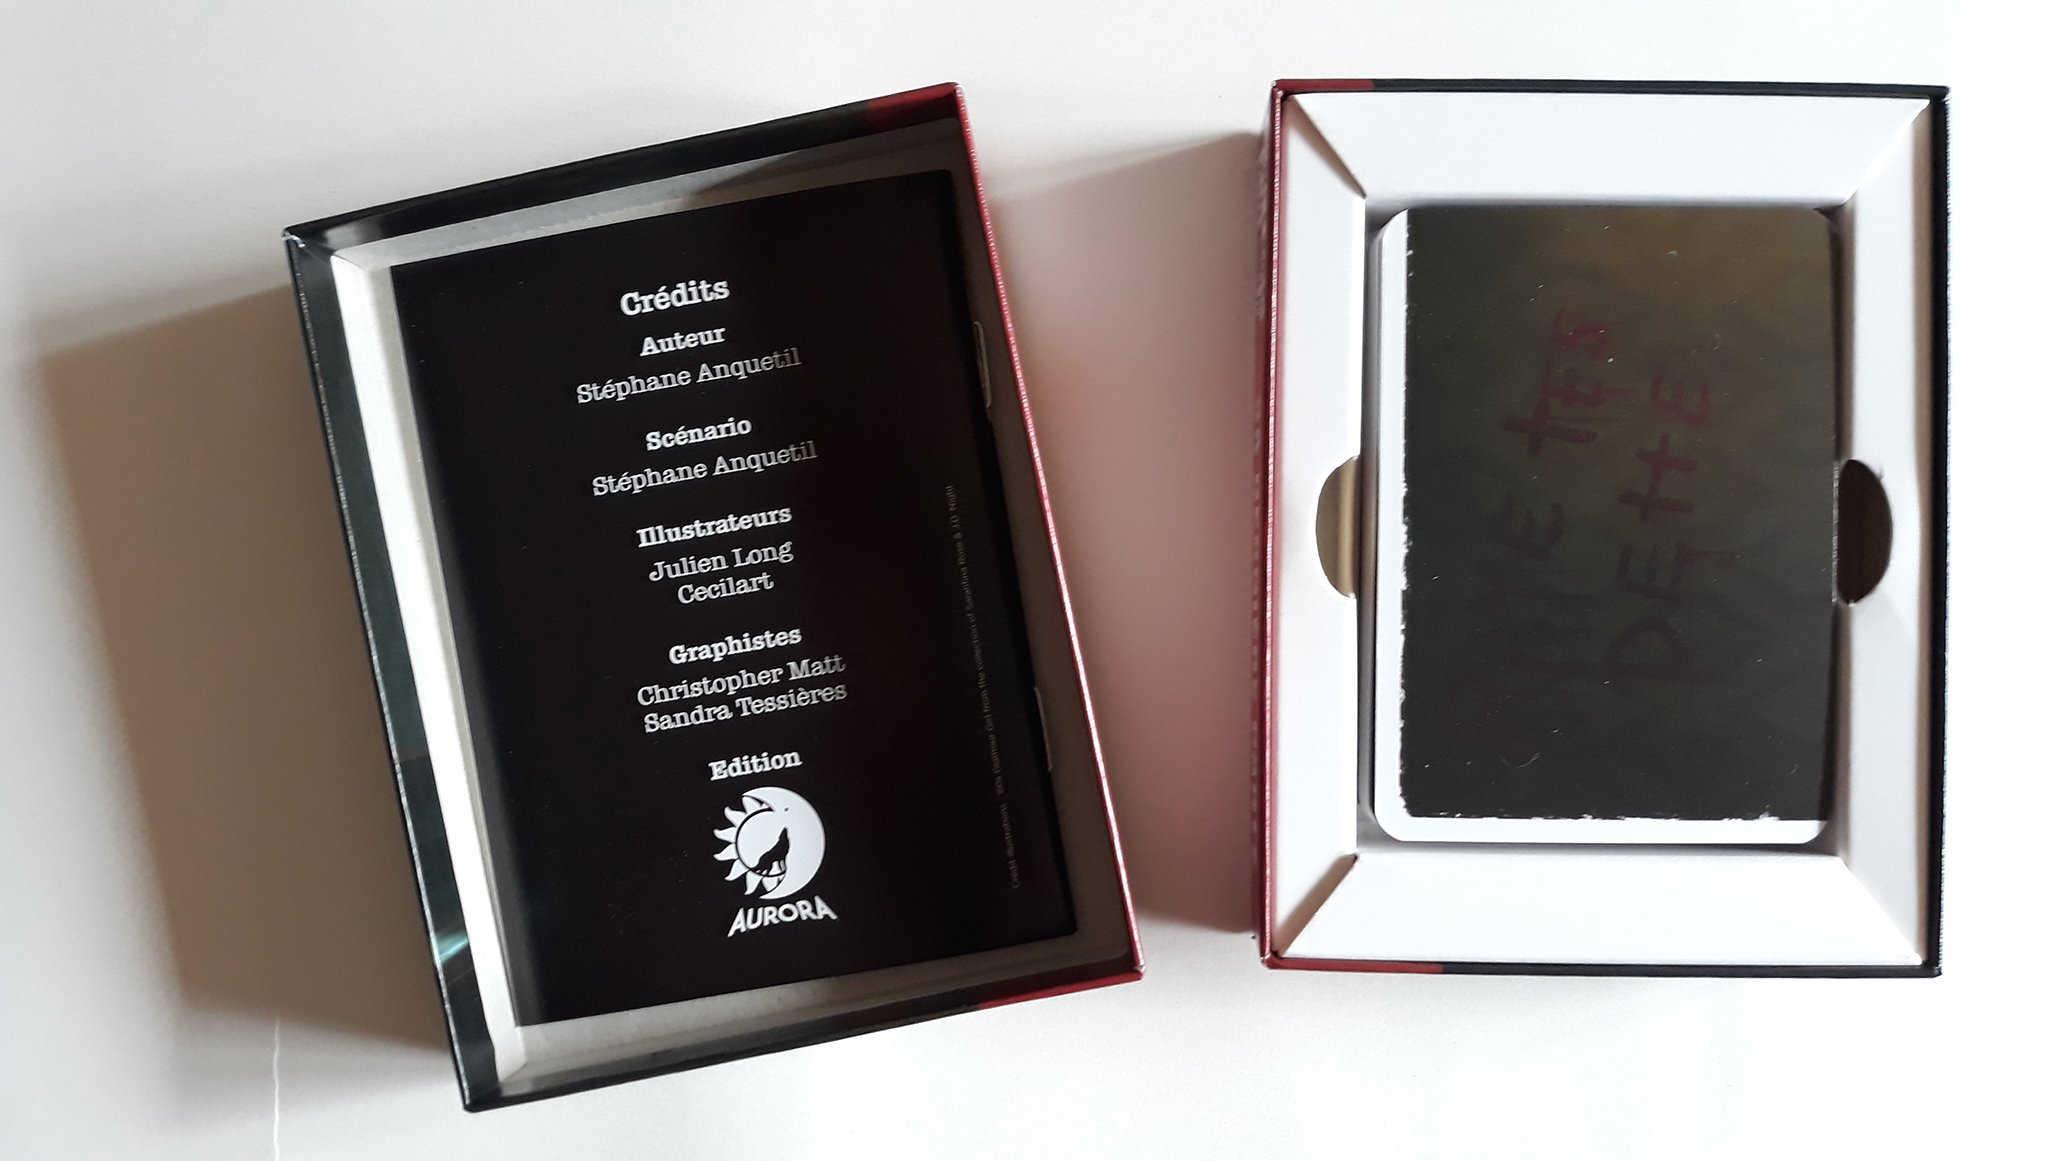 Crédits
Auteur
Stéphane Anquetil
Scénario
Stéphane Anquetil
Illustrateurs
Julien Long
Cecilart
Graphistes
Christopher Matt
Sandra Tessières
Edition
AURORA